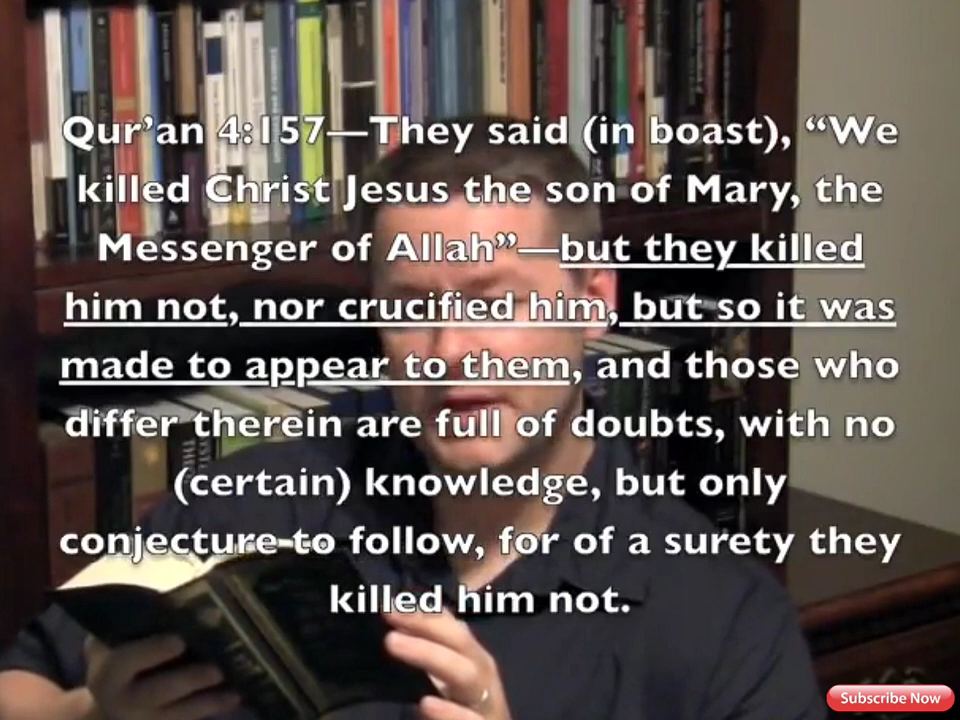 Qur’an 4:157—They said (in boast), “We
killed Christ Jesus the son of Mary, the
Messenger of Allah”—but they killed
him not, nor crucified him, but so it was
made to appear to them, and those who
differ therein are full of doubts, with no
(certain) knowledge, but only
conjecture to follow, for of a surety they
killed him not.
Subscribe Now